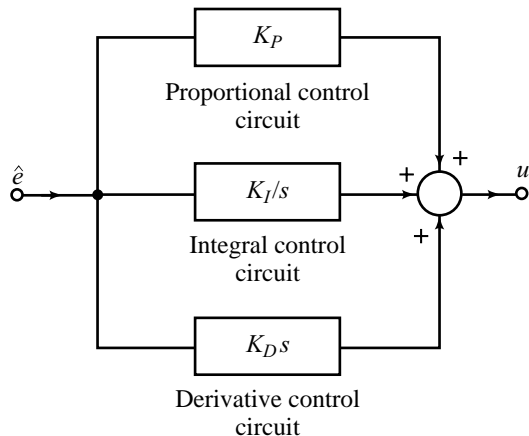 K_P
Proportional control
circuit
ê
K_I/s
+
+
+
u
Integral control
circuit
K_D s
Derivative control
circuit